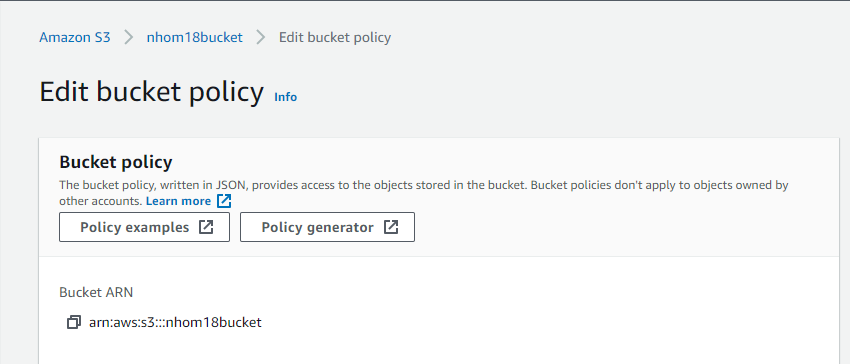 Amazon S3 > nhom18bucket > Edit bucket policy
Edit bucket policy Info
Bucket policy
The bucket policy, written in JSON, provides access to the objects stored in the bucket. Bucket policies don't apply to objects owned by
other accounts. Learn more
Policy examples Policy generator
Bucket ARN
arn:aws:s3:::nhom18bucket